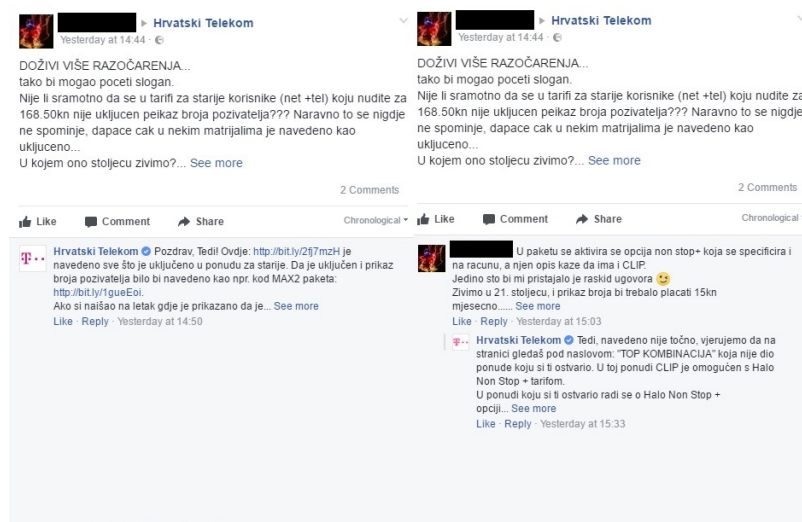 Hrvatski Telekom
Yesterday at 14:44 ·
DOŽIVI VIŠE RAZOČARENJA...
tako bi mogao poceti slogan.
Nije li sramotno da se u tarifi za starije korisnike (net +tel) koju nudite za
168.50kn nije ukljucen peikaz broja pozivatelja??? Naravno to se nigdje
ne spominje, dapace cak u nekim matrijalima je navedeno kao
ukljuceno...
U kojem ono stoljecu zivimo?... See more
2 Comments
Like Comment Share Chronological
Hrvatski Telekom Pozdrav, Tedi! Ovdje: http://bit.ly/2fj7mzH je
navedeno sve što je uključeno u ponudu za starije. Da je uključen i prikaz
broja pozivatelja bilo bi navedeno kao npr. kod MAX2 paketa:
http://bit.ly/1gueEoi.
Ako si naišao na letak gdje je prikazano da je... See more
Like · Reply · Yesterday at 14:50
Hrvatski Telekom
Yesterday at 14:44 ·
DOŽIVI VIŠE RAZOČARENJA...
tako bi mogao poceti slogan.
Nije li sramotno da se u tarifi za starije korisnike (net +tel) koju nudite za
168.50kn nije ukljucen peikaz broja pozivatelja??? Naravno to se nigdje
ne spominje, dapace cak u nekim matrijalima je navedeno kao
ukljuceno...
U kojem ono stoljecu zivimo?... See more
2 Comments
Like Comment Share Chronological
U paketu se aktivira se opcija non stop+ koja se specificira i
na racunu, a njen opis kaze da ima i CLIP.
Jedino sto bi mi pristajalo je raskid ugovora 😉
Zivimo u 21. stoljecu, i prikaz broja bi trebalo placati 15kn
mjesecno...... See more
Like · Reply · Yesterday at 15:03
Hrvatski Telekom Tedi, navedeno nije točno, vjerujemo da na
stranici gledaš pod naslovom: "TOP KOMBINACIJA" koja nije dio
ponude koju si ti ostvario. U toj ponudi CLIP je omogućen s Halo
Non Stop + tarifom.
U ponudi koju si ti ostvario radi se o Halo Non Stop +
opciji... See more
Like · Reply · Yesterday at 15:33